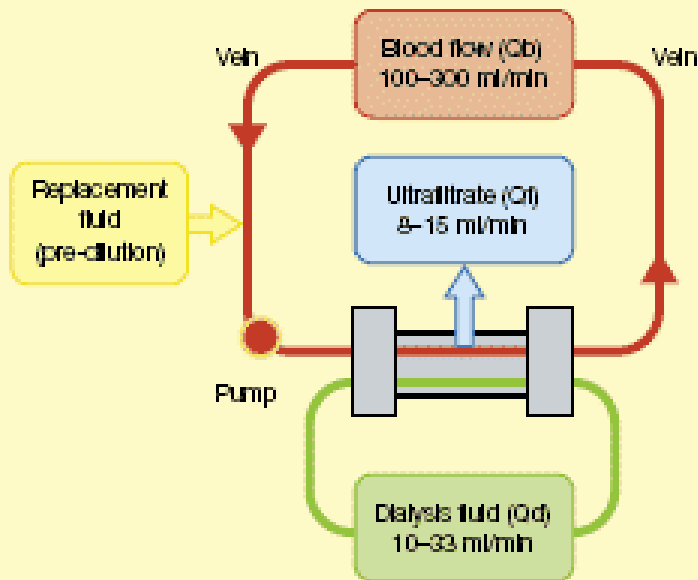 Vein
Blood flow (Qb)
100–300 ml/min
Vein
Replacement
fluid
(pre-dilution)
Ultrafiltrate (Qf)
8–15 ml/min
Pump
Dialysis fluid (Qd)
10–33 ml/min